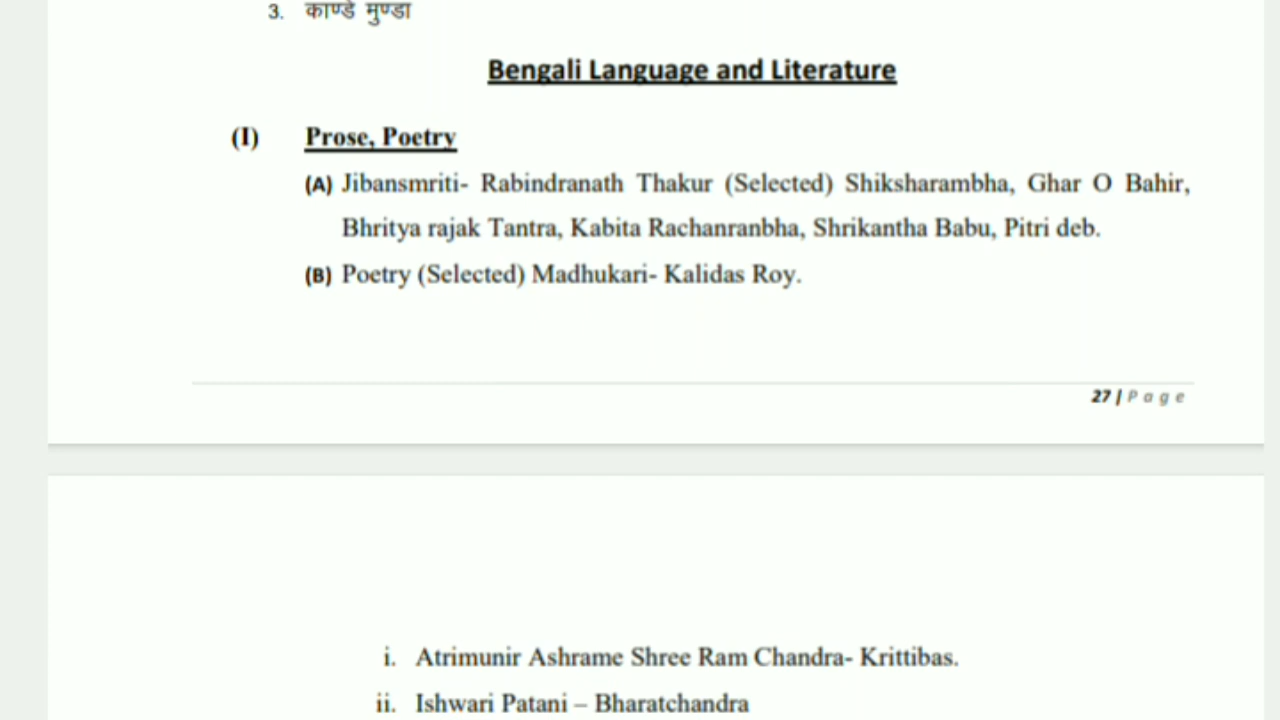 3. काण्डे मुण्डा
Bengali Language and Literature
(I) Prose, Poetry
(A) Jibansmriti- Rabindranath Thakur (Selected) Shiksharambha, Ghar O Bahir,
Bhritya rajak Tantra, Kabita Rachanranbha, Shrikantha Babu, Pitri deb.
(B) Poetry (Selected) Madhukari- Kalidas Roy.
27 | P a g e
i. Atrimunir Ashrame Shree Ram Chandra- Krittibas.
ii. Ishwari Patani – Bharatchandra